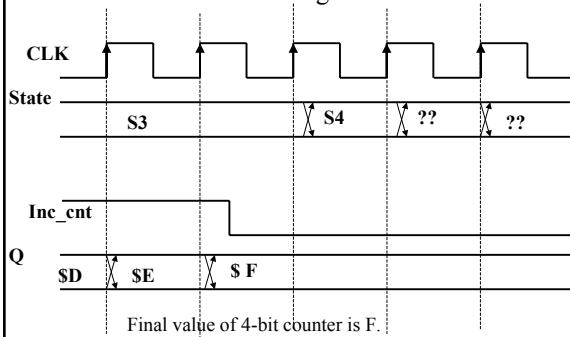 CLK
State
S3
S4
??
??
Inc_cnt
Q
$D
$E
$ F
Final value of 4-bit counter is F.